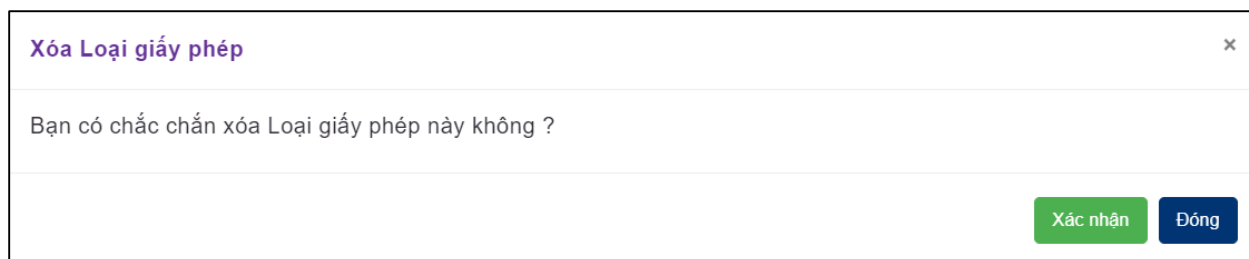 Xóa Loại giấy phép
×
Bạn có chắc chắn xóa Loại giấy phép này không ?
Xác nhận
Đóng